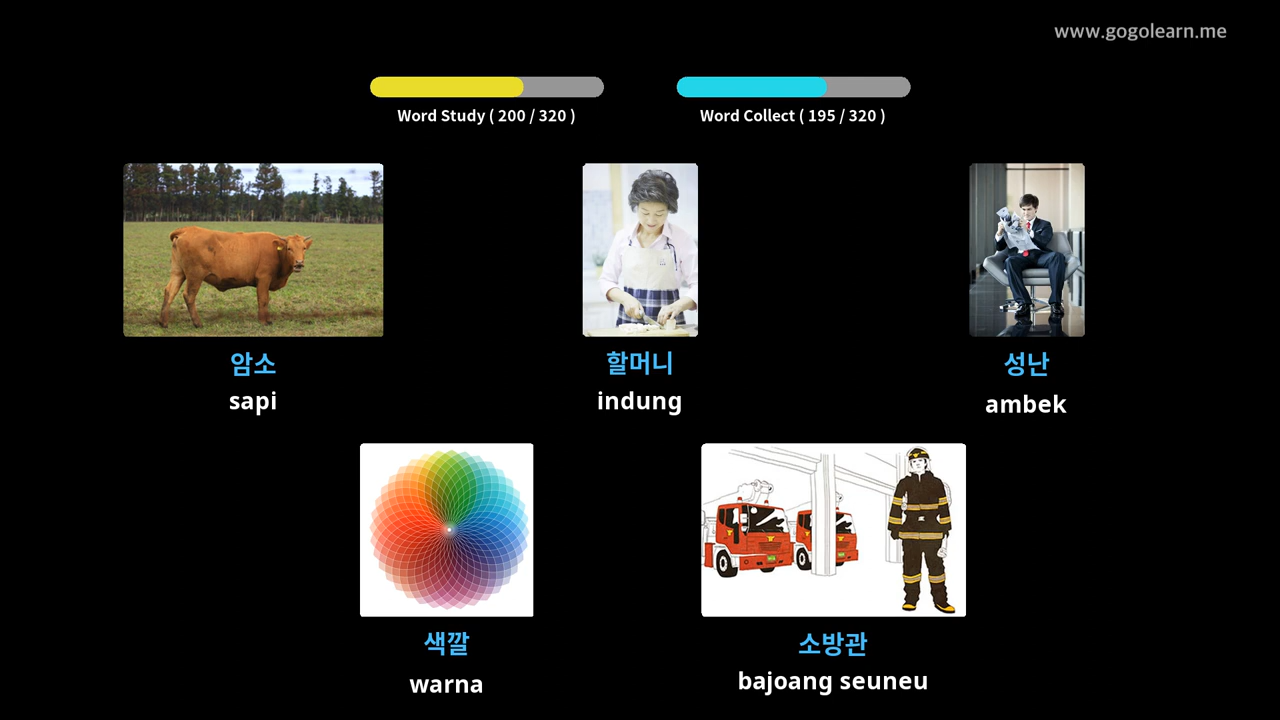 www.gogolearn.me
Word Study ( 200 / 320 )
Word Collect ( 195 / 320 )
암소
sapi
할머니
indung
성난
ambek
색깔
warna
소방관
bajoang seuneu